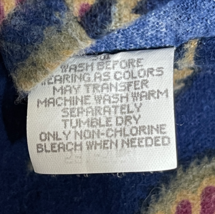 WASH BEFORE
WEARING AS COLORS
MAY TRANSFER
MACHINE WASH WARM
SEPARATELY
TUMBLE DRY
ONLY NON-CHLORINE
BLEACH WHEN NEEDED